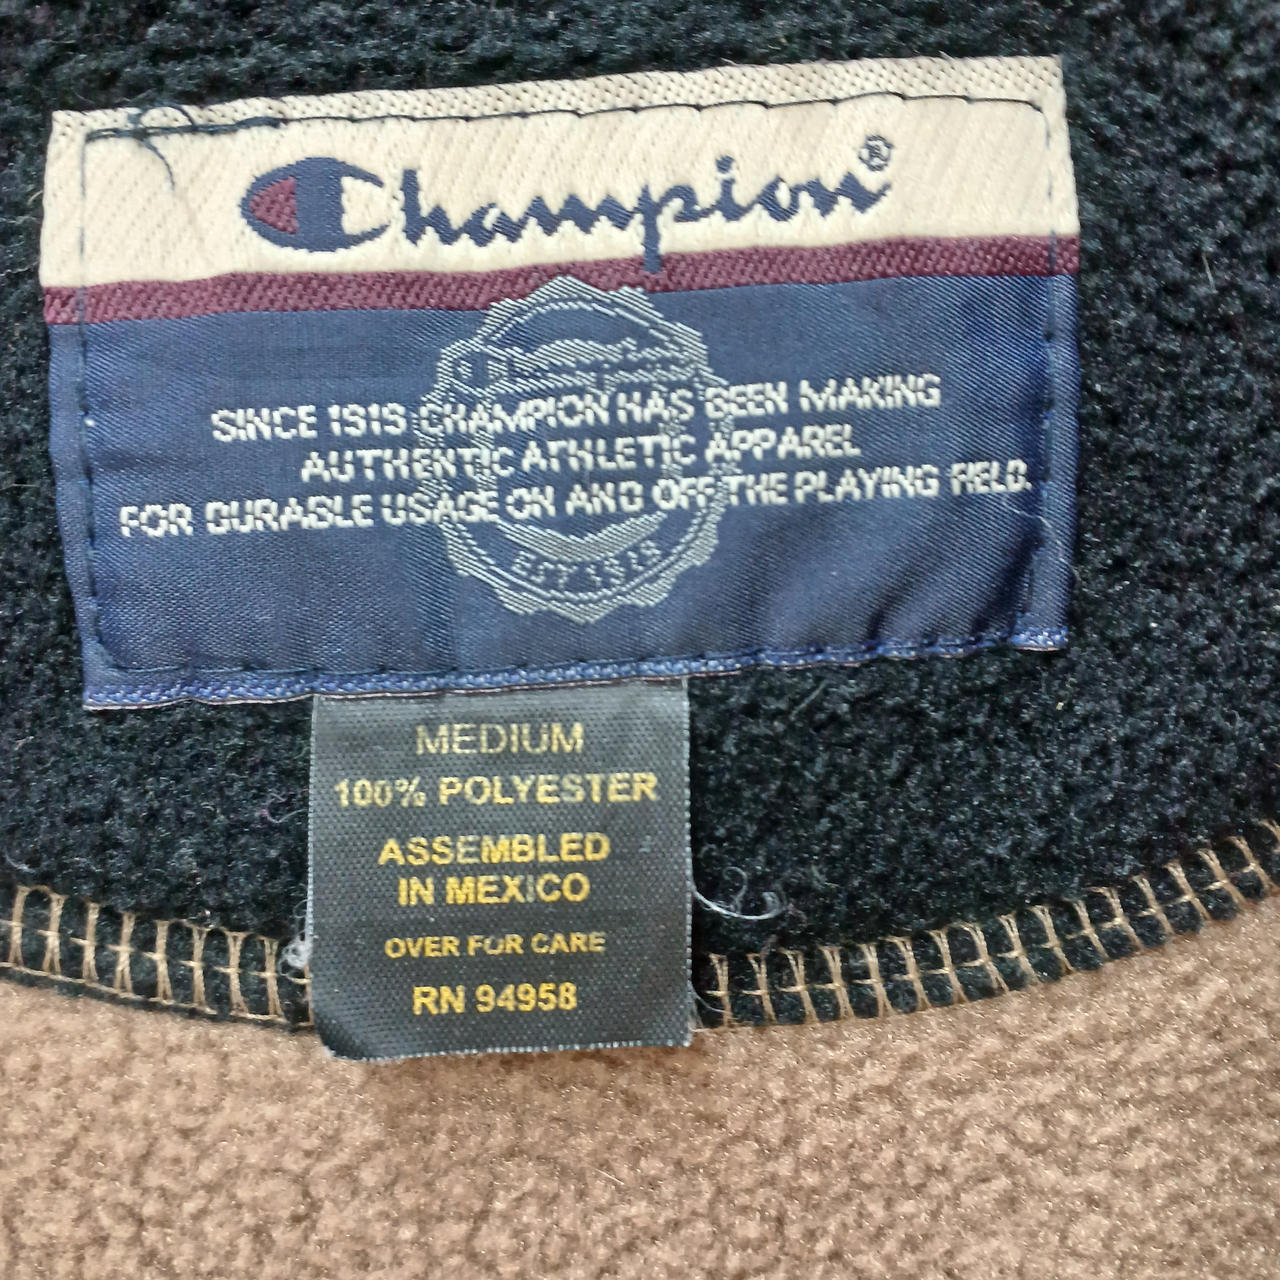 Champion®
SINCE 1919 CHAMPION HAS BEEN MAKING
AUTHENTIC ATHLETIC APPAREL
FOR DURABLE USAGE ON AND OFF THE PLAYING FIELD.
EST
MEDIUM
100% POLYESTER
ASSEMBLED
IN MEXICO
OVER FOR CARE
RN 94958